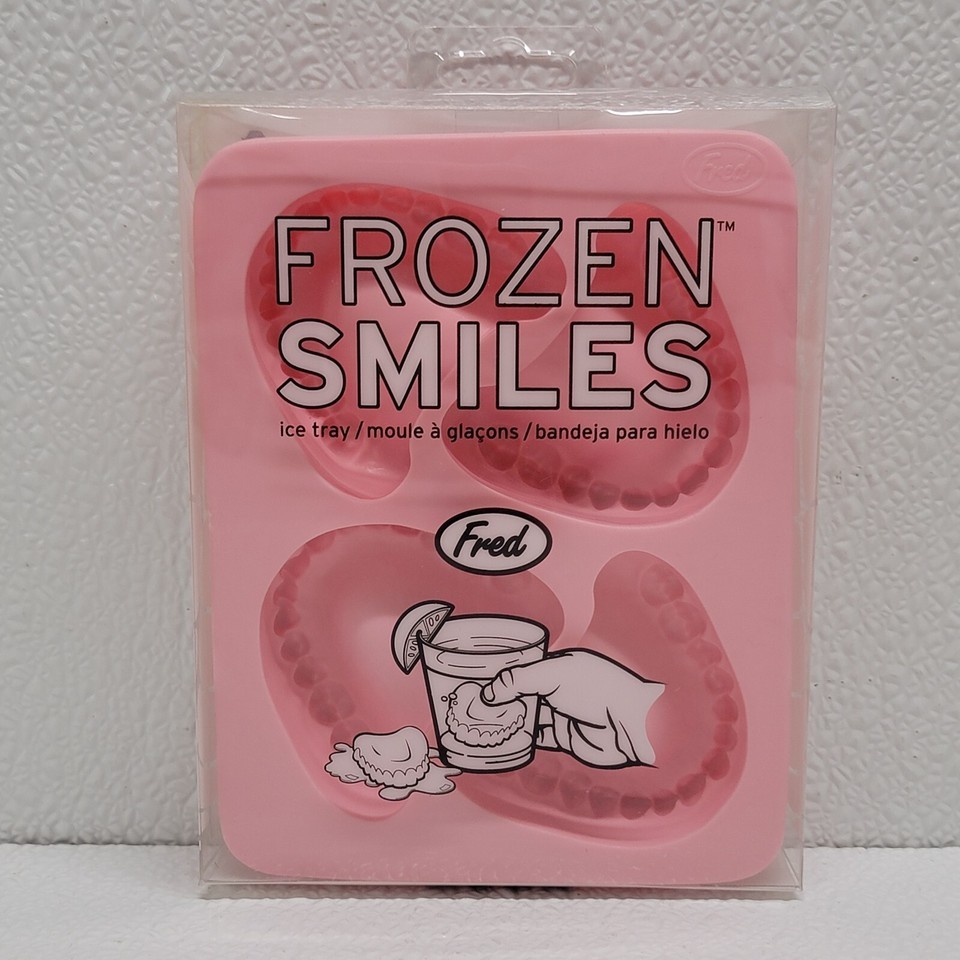 Fred
FROZEN™
SMILES
ice tray / moule à glaçons / bandeja para hielo
Fred